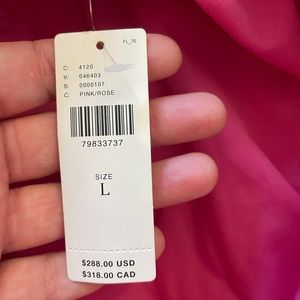 FL_76
C: 4120
V: 046403
S: 0000107
C: PINK/ROSE
79833737
SIZE
L
$288.00 USD
$318.00 CAD